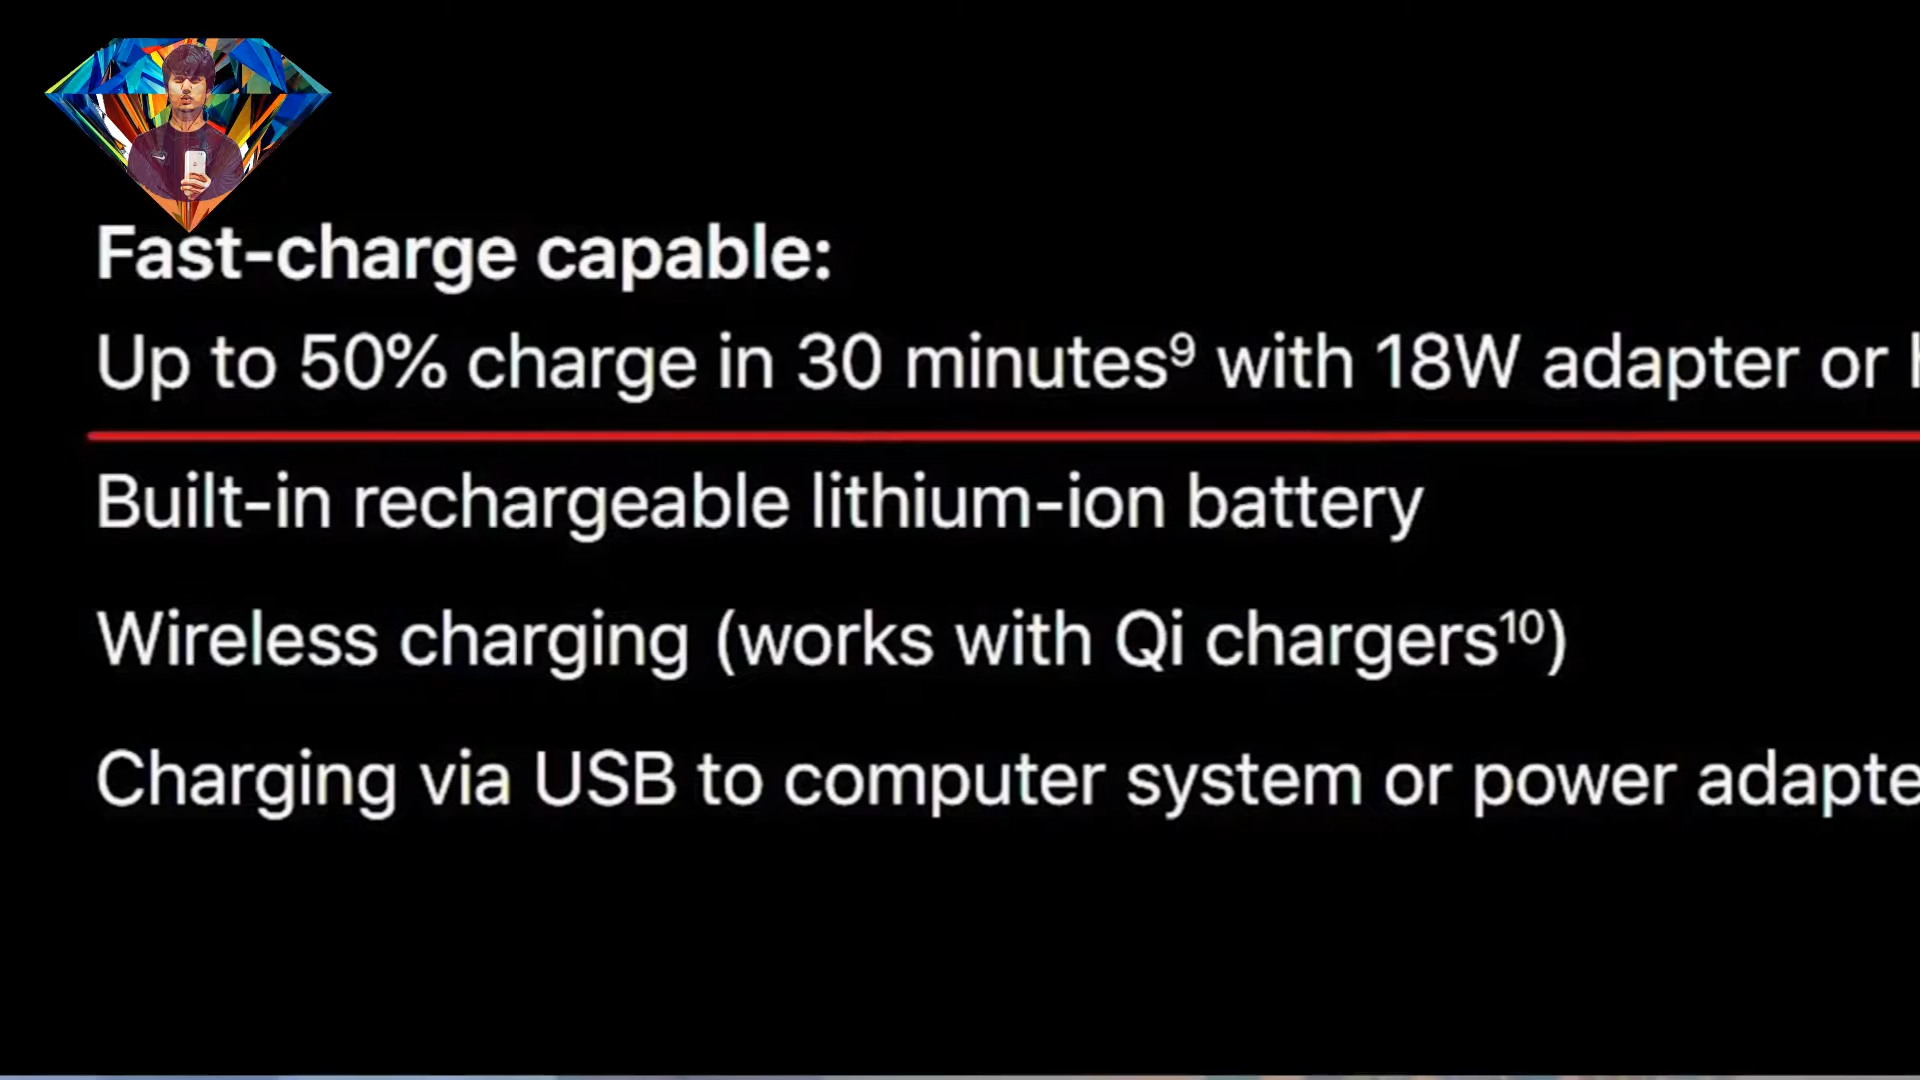 Fast-charge capable:
Up to 50% charge in 30 minutes⁹ with 18W adapter or
Built-in rechargeable lithium-ion battery
Wireless charging (works with Qi chargers¹⁰)
Charging via USB to computer system or power adapte